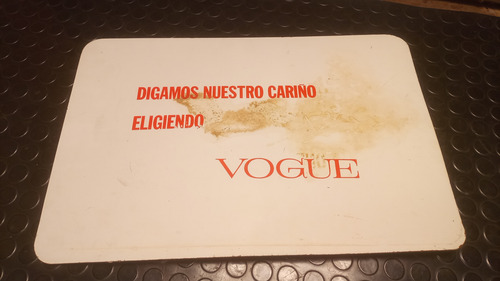 DIGAMOS NUESTRO CARIÑO
ELIGIENDO
VOGUE